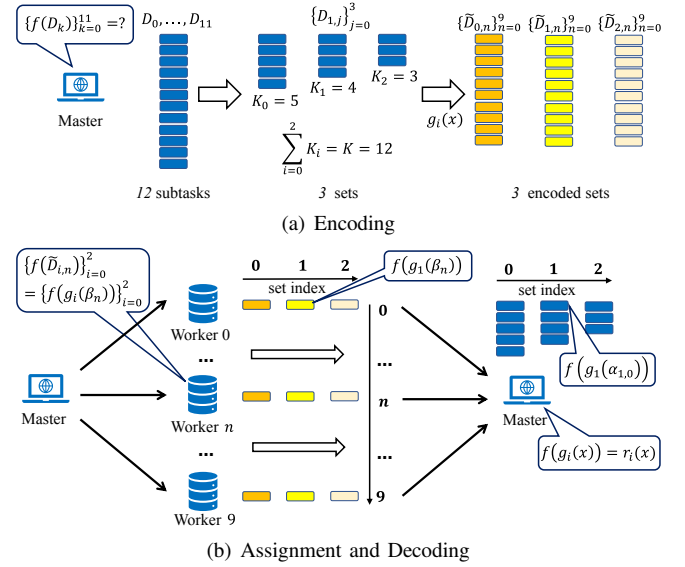 {f(D_k)}_{k=0}^{11} =?
Master
D_0, … , D_11
{D_{1,j}}_{j=0}^{3}
K_0 = 5
K_1 = 4
K_2 = 3
∑_{i=0}^{2} K_i = K = 12
g_i(x)
{D̃_{0,n}}_{n=0}^{9} {D̃_{1,n}}_{n=0}^{9} {D̃_{2,n}}_{n=0}^{9}
12 subtasks
3 sets
3 encoded sets
(a) Encoding
{f(D̃_{i,n})}_{i=0}^{2}
= {f(g_i(β_n))}_{i=0}^{2}
Master
0 1 2
set index
f(g_1(β_n))
Worker 0
0
...
...
Worker n
n
...
...
Worker 9
9
0 1 2
set index
f(g_1(α_{1,0}))
Master
f(g_i(x)) = r_i(x)
(b) Assignment and Decoding